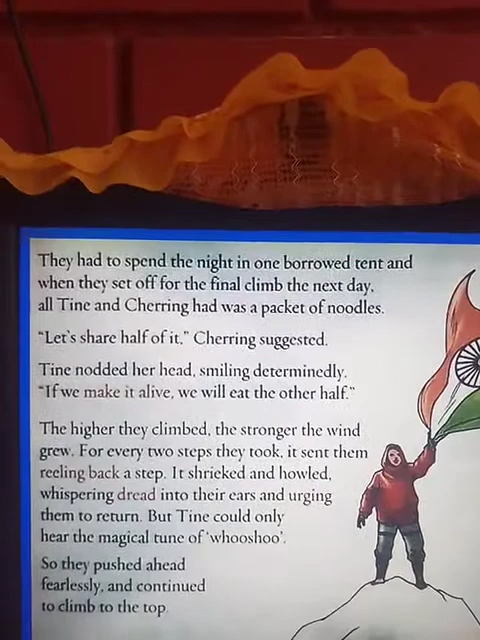 They had to spend the night in one borrowed tent and
when they set off for the final climb the next day,
all Tine and Cherring had was a packet of noodles.
"Let's share half of it," Cherring suggested.
Tine nodded her head, smiling determinedly.
"If we make it alive, we will eat the other half."
The higher they climbed, the stronger the wind
grew. For every two steps they took, it sent them
reeling back a step. It shrieked and howled,
whispering dread into their ears and urging
them to return. But Tine could only
hear the magical tune of 'whooshoo'.
So they pushed ahead
fearlessly, and continued
to climb to the top